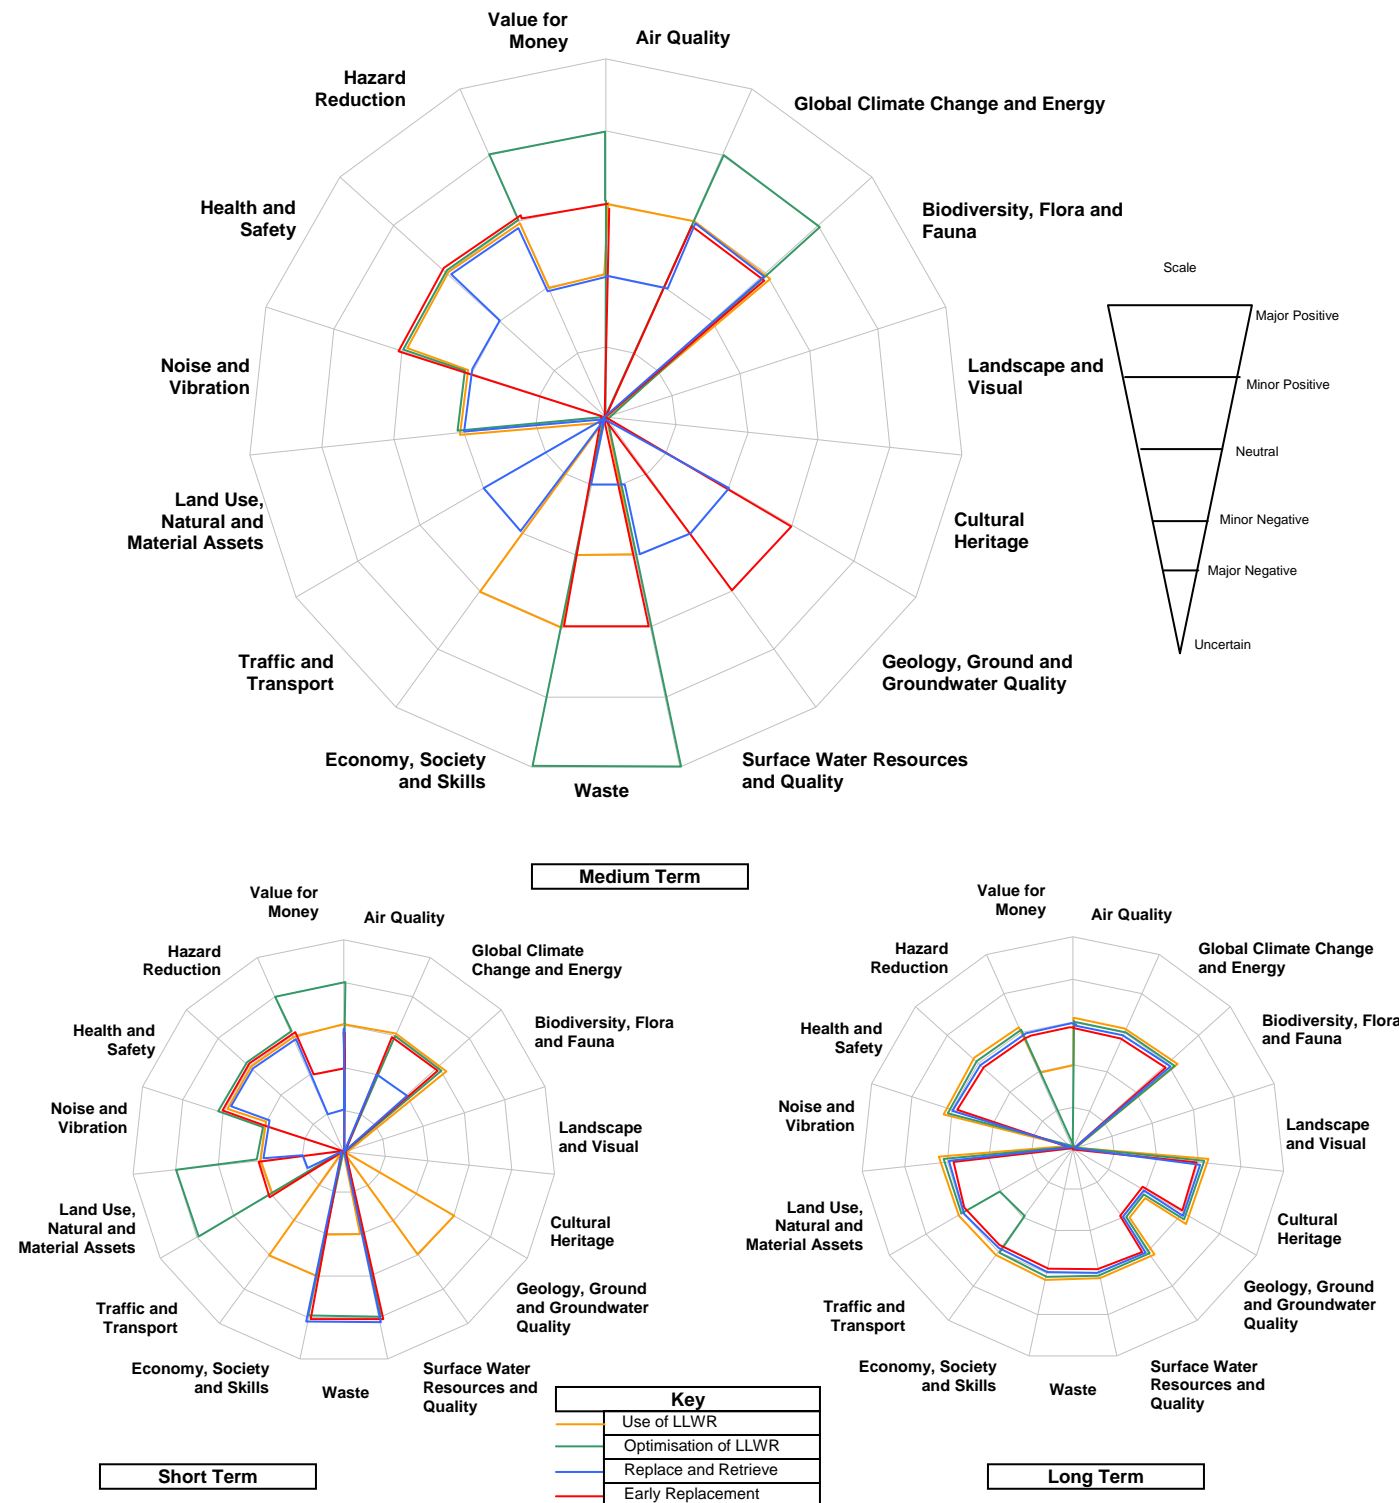 Value for
Money
Air Quality
Hazard
Reduction
Global Climate Change and Energy
Health and
Safety
Biodiversity, Flora and
Fauna
Noise and
Vibration
Landscape and
Visual
Land Use,
Natural and
Material Assets
Cultural
Heritage
Traffic and
Transport
Geology, Ground and
Groundwater Quality
Economy, Society
and Skills
Waste
Surface Water Resources
and Quality
Scale
Major Positive
Minor Positive
Neutral
Minor Negative
Major Negative
Uncertain
Medium Term
Value for
Money
Air Quality
Hazard
Reduction
Global Climate
Change and Energy
Health and
Safety
Biodiversity, Flora
and Fauna
Noise and
Vibration
Landscape
and Visual
Land Use,
Natural and
Material Assets
Cultural
Heritage
Traffic and
Transport
Geology, Ground
and Groundwater
Quality
Economy, Society
and Skills
Waste
Surface Water
Resources and
Quality
Short Term
Value for
Money
Air Quality
Hazard
Reduction
Global Climate Change
and Energy
Health and
Safety
Biodiversity, Flora
and Fauna
Noise and
Vibration
Landscape
and Visual
Land Use,
Natural and
Material Assets
Cultural
Heritage
Traffic and
Transport
Geology, Ground
and Groundwater
Quality
Economy, Society
and Skills
Waste
Surface Water
Resources and
Quality
Long Term
Key
Use of LLWR
Optimisation of LLWR
Replace and Retrieve
Early Replacement